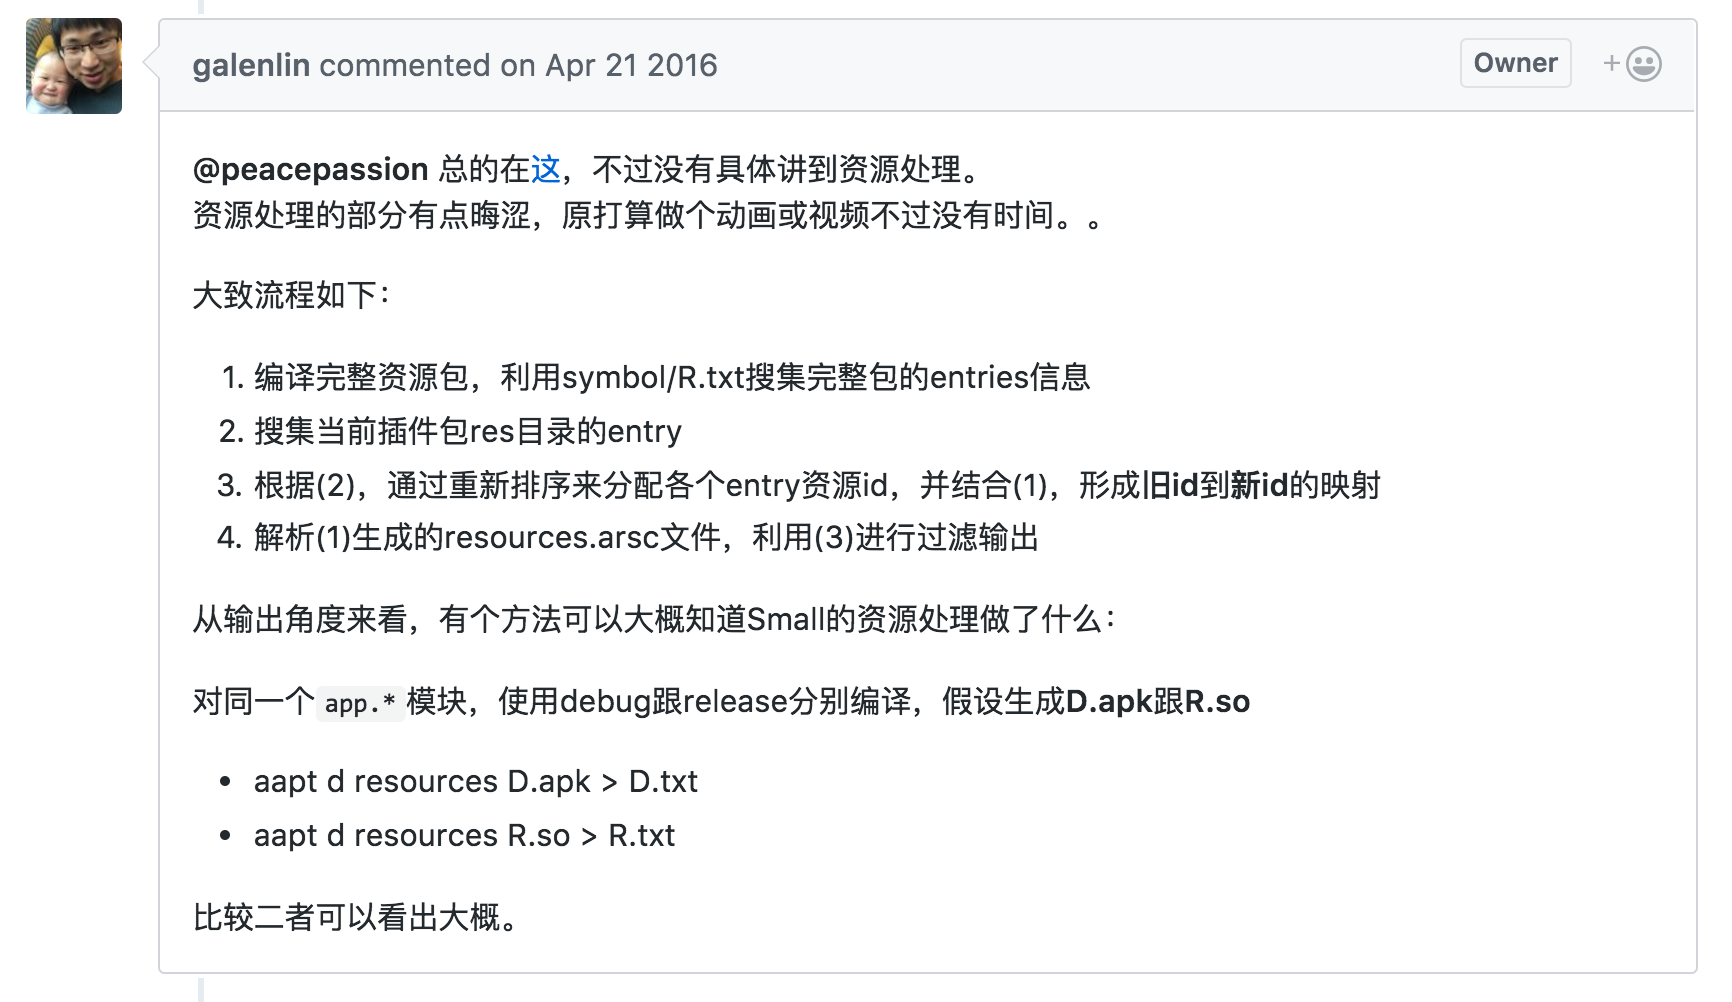 galenlin commented on Apr 21 2016
Owner
@peacepassion 总的在这，不过没有具体讲到资源处理。
资源处理的部分有点晦涩，原打算做个动画或视频不过没有时间。。
大致流程如下：
1. 编译完整资源包，利用symbol/R.txt搜集完整包的entries信息
2. 搜集当前插件包res目录的entry
3. 根据(2)，通过重新排序来分配各个entry资源id，并结合(1)，形成旧id到新id的映射
4. 解析(1)生成的resources.arsc文件，利用(3)进行过滤输出
从输出角度来看，有个方法可以大概知道Small的资源处理做了什么：
对同一个 app.* 模块，使用debug跟release分别编译，假设生成D.apk跟R.so
• aapt d resources D.apk > D.txt
• aapt d resources R.so > R.txt
比较二者可以看出大概。